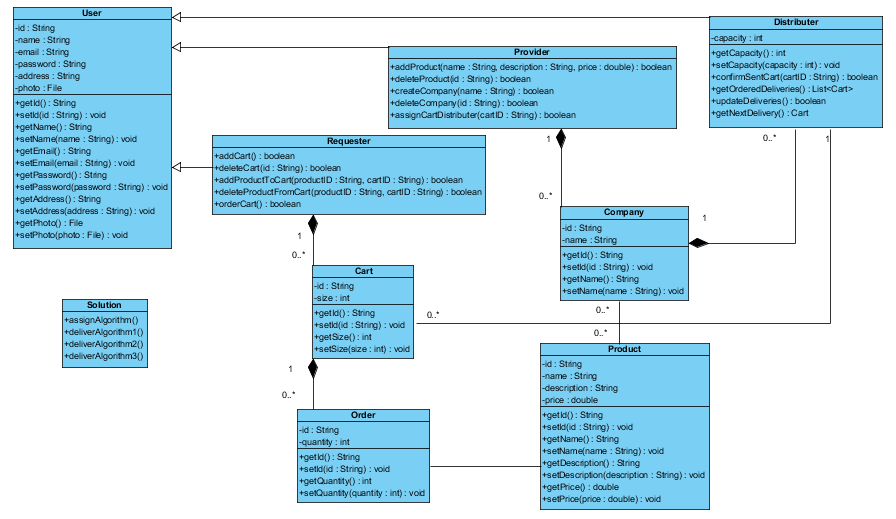 User
-id : String
-name : String
-email : String
-password : String
-address : String
-photo : File
+getId() : String
+setId(id : String) : void
+getName() : String
+setName(name : String) : void
+getEmail() : String
+setEmail(email : String) : void
+getPassword() : String
+setPassword(password : String) : void
+getAddress() : String
+setAddress(address : String) : void
+getPhoto() : File
+setPhoto(photo : File) : void
Distributer
-capacity : int
+getCapacity() : int
+setCapacity(capacity : int) : void
+confirmSentCart(cartID : String) : boolean
+getOrderedDeliveries() : List<Cart>
+updateDeliveries() : boolean
+getNextDelivery() : Cart
Provider
+addProduct(name : String, description : String, price : double) : boolean
+deleteProduct(id : String) : boolean
+createCompany(name : String) : boolean
+deleteCompany(id : String) : boolean
+assignCartDistributer(cartID : String) : boolean
Requester
+addCart() : boolean
+deleteCart(id : String) : boolean
+addProductToCart(productID : String, cartID : String) : boolean
+deleteProductFromCart(productID : String, cartID : String) : boolean
+orderCart() : boolean
1
0..*
0..*
1
1
Company
-id : String
-name : String
+getId() : String
+setId(id : String) : void
+getName() : String
+setName(name : String) : void
1
0..*
Cart
-id : String
-size : int
+getId() : String
+setId(id : String) : void
+getSize() : int
+setSize(size : int) : void
0..*
0..*
0..*
Solution
+assignAlgorithm()
+deliverAlgorithm1()
+deliverAlgorithm2()
+deliverAlgorithm3()
1
0..*
Product
-id : String
-name : String
-description : String
-price : double
+getId() : String
+setId(id : String) : void
+getName() : String
+setName(name : String) : void
+getDescription() : String
+setDescription(description : String) : void
+getPrice() : double
+setPrice(price : double) : void
Order
-id : String
-quantity : int
+getId() : String
+setId(id : String) : void
+getQuantity() : int
+setQuantity(quantity : int) : void